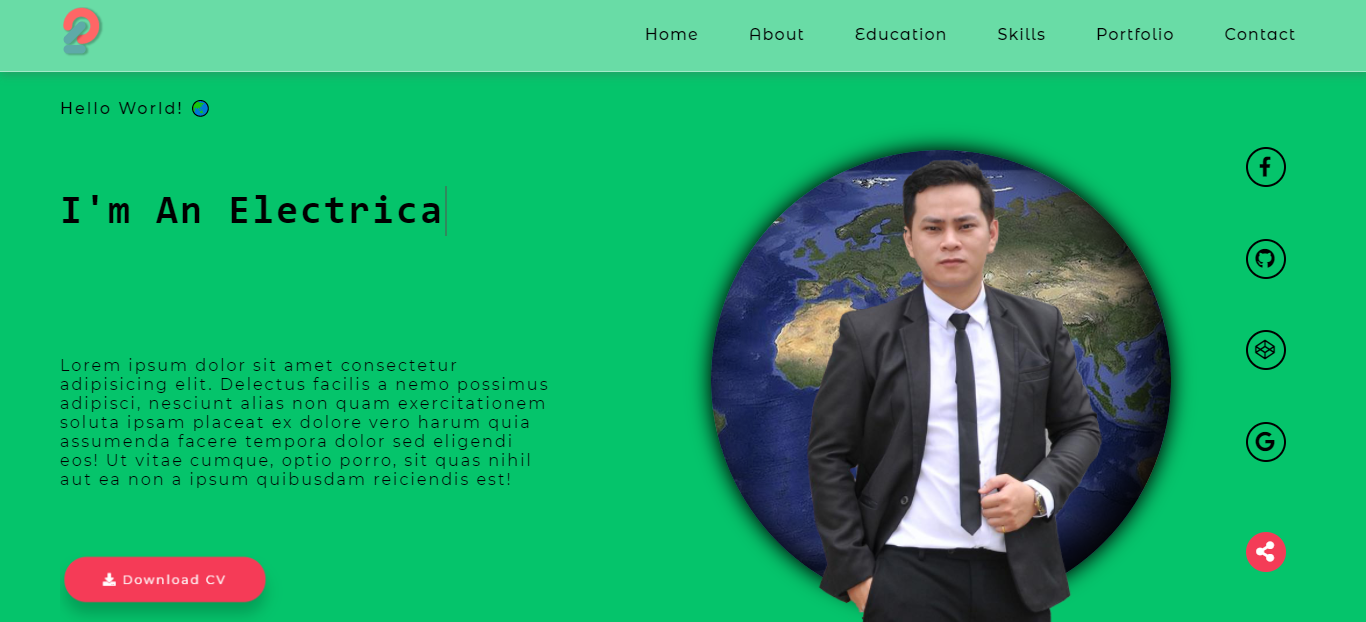 Home About Education Skills Portfolio Contact
Hello World! 🌏
I'm An Electrica
Lorem ipsum dolor sit amet consectetur
adipisicing elit. Delectus facilis a nemo possimus
adipisci, nesciunt alias non quam exercitationem
soluta ipsam placeat ex dolore vero harum quia
assumenda facere tempora dolor sed eligendi
eos! Ut vitae cumque, optio porro, sit quas nihil
aut ea non a ipsum quibusdam reiciendis est!
Download CV